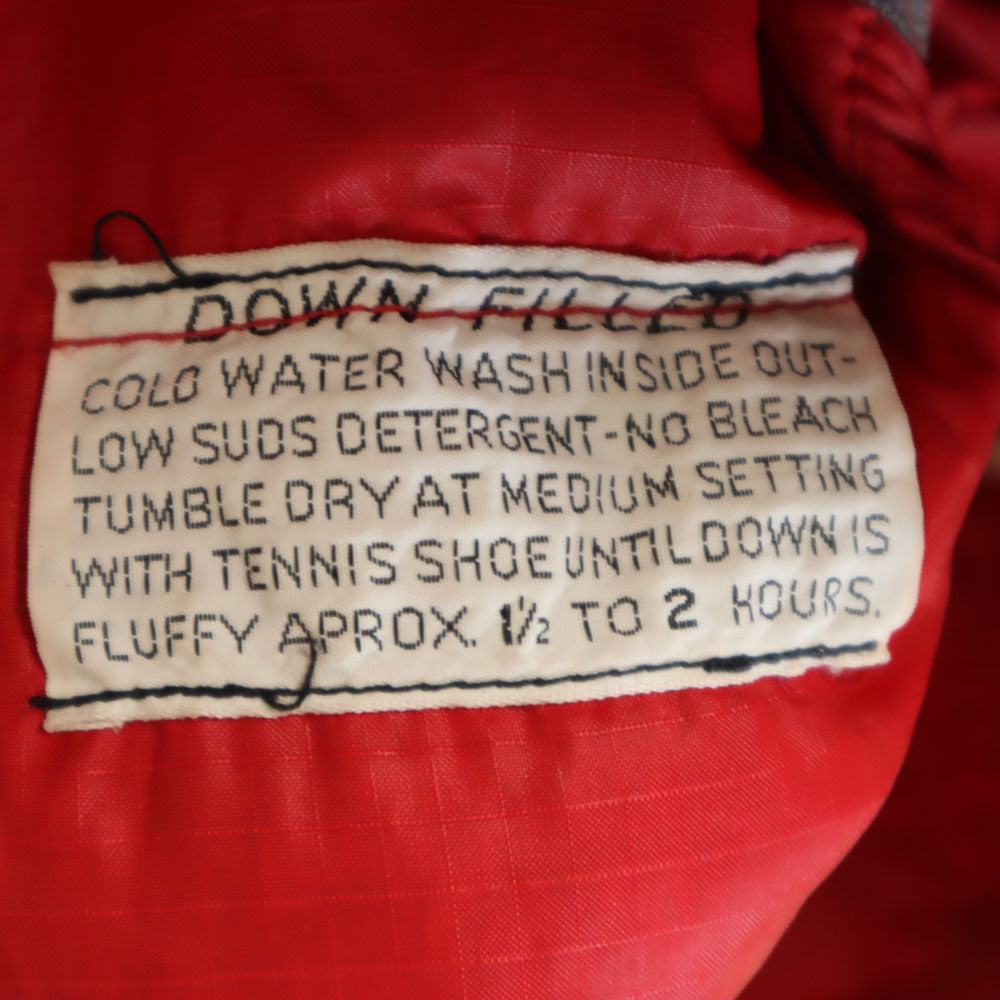 DOWN FILLED
COLD WATER WASH INSIDE OUT-
LOW SUDS DETERGENT-NO BLEACH
TUMBLE DRY AT MEDIUM SETTING
WITH TENNIS SHOE UNTIL DOWN IS
FLUFFY APROX. 1½ TO 2 HOURS.